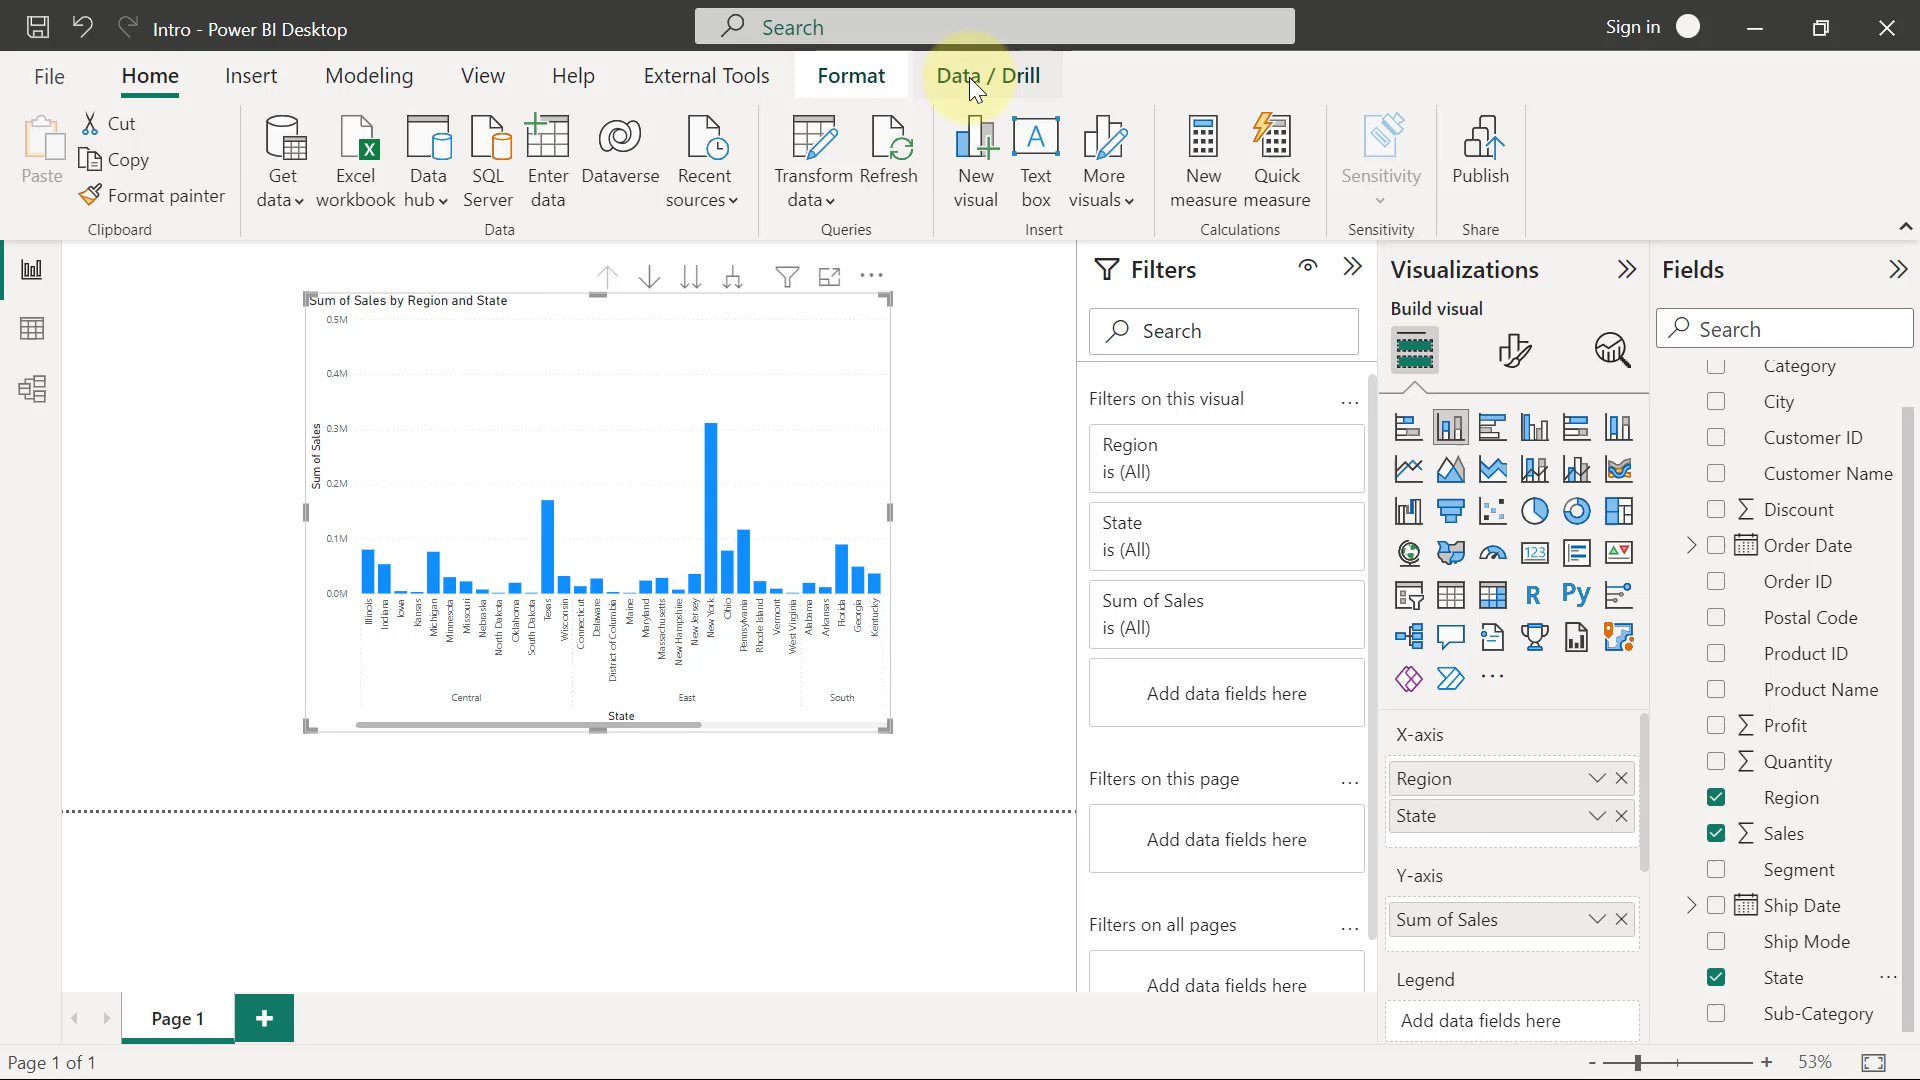 Intro - Power BI Desktop
Search
Sign in
File
Home
Insert
Modeling
View
Help
External Tools
Format
Data / Drill
Paste
Cut
Copy
Format painter
Clipboard
Get data
Excel workbook
Data hub
SQL Server
Enter data
Dataverse
Recent sources
Data
Transform data
Refresh
Queries
New visual
Text box
More visuals
Insert
New measure
Quick measure
Calculations
Sensitivity
Sensitivity
Publish
Share
Sum of Sales by Region and State
0.5M
0.4M
0.3M
0.2M
0.1M
0.0M
Sum of Sales
Illinois
Indiana
Iowa
Kansas
Michigan
Minnesota
Missouri
Nebraska
North Dakota
Oklahoma
South Dakota
Texas
Wisconsin
Connecticut
Delaware
District of Columbia
Maine
Maryland
Massachusetts
New Hampshire
New Jersey
New York
Ohio
Pennsylvania
Rhode Island
Vermont
West Virginia
Alabama
Arkansas
Florida
Georgia
Kentucky
Central
East
South
State
Filters
Search
Filters on this visual
...
Region
is (All)
State
is (All)
Sum of Sales
is (All)
Add data fields here
Filters on this page
...
Add data fields here
Filters on all pages
...
Add data fields here
Visualizations
Build visual
123
R
Py
...
X-axis
Region
State
Y-axis
Sum of Sales
Legend
Add data fields here
Fields
Search
Category
City
Customer ID
Customer Name
Σ Discount
Order Date
Order ID
Postal Code
Product ID
Product Name
Σ Profit
Σ Quantity
Region
Σ Sales
Segment
Ship Date
Ship Mode
State
...
Sub-Category
Page 1
+
Page 1 of 1
- + 53%